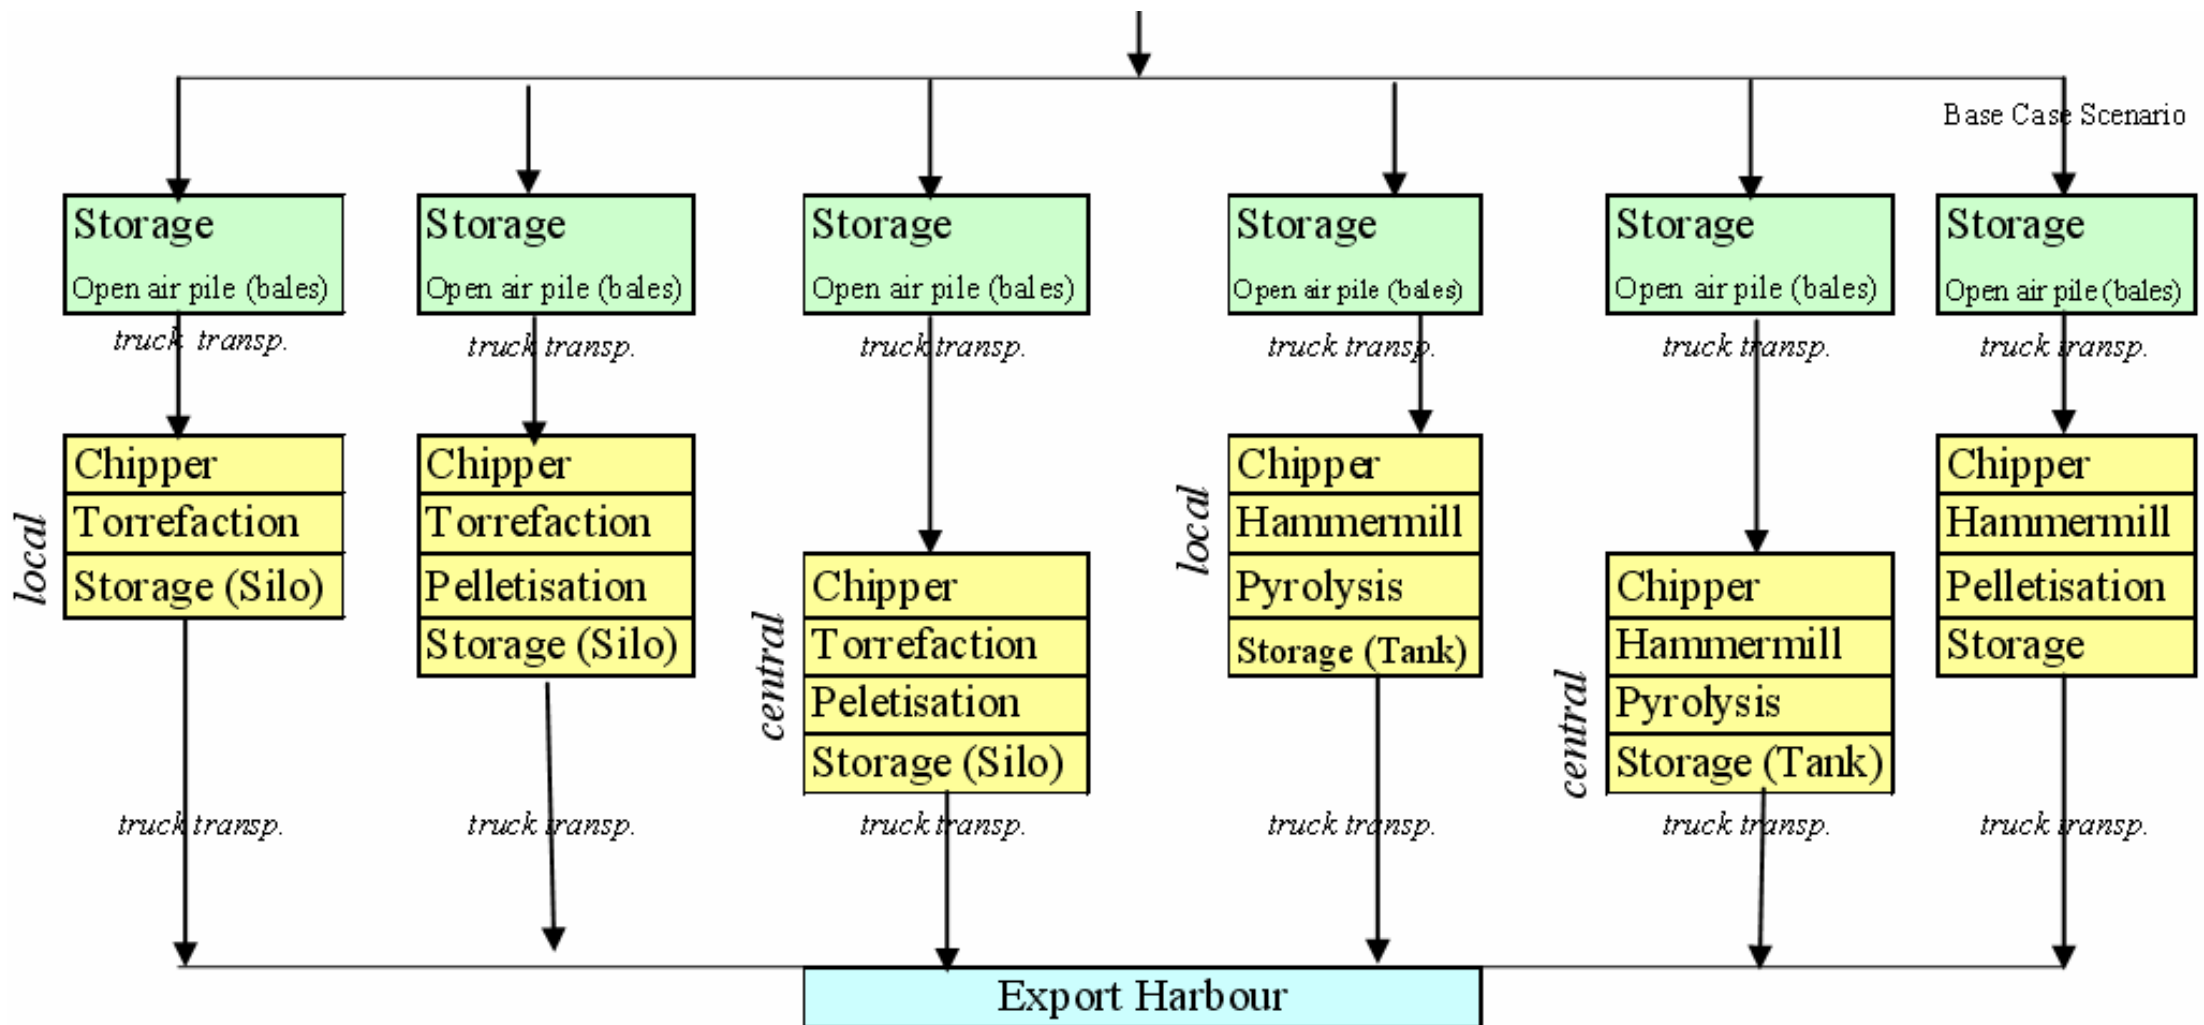 Base Case Scenario
Storage
Open air pile (bales)
truck transp.
local
Chipper
Torrefaction
Storage (Silo)
truck transp.
Storage
Open air pile (bales)
truck transp.
Chipper
Torrefaction
Pelletisation
Storage (Silo)
truck transp.
Storage
Open air pile (bales)
truck transp.
central
Chipper
Torrefaction
Peletisation
Storage (Silo)
truck transp.
Storage
Open air pile (bales)
truck transp.
local
Chipper
Hammermill
Pyrolysis
Storage (Tank)
truck transp.
Storage
Open air pile (bales)
truck transp.
central
Chipper
Hammermill
Pyrolysis
Storage (Tank)
truck transp.
Storage
Open air pile (bales)
truck transp.
Chipper
Hammermill
Pelletisation
Storage
truck transp.
Export Harbour